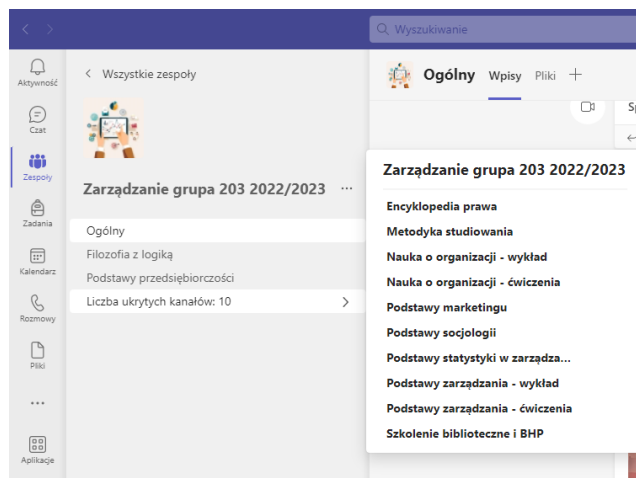 Wyszukiwanie
Aktywność
Czat
Zespoły
Zadania
Kalendarz
Rozmowy
Pliki
Aplikacje
Wszystkie zespoły
Zarządzanie grupa 203 2022/2023
Ogólny
Filozofia z logiką
Podstawy przedsiębiorczości
Liczba ukrytych kanałów: 10
Ogólny Wpisy Pliki
Zarządzanie grupa 203 2022/2023
Encyklopedia prawa
Metodyka studiowania
Nauka o organizacji - wykład
Nauka o organizacji - ćwiczenia
Podstawy marketingu
Podstawy socjologii
Podstawy statystyki w zarządza...
Podstawy zarządzania - wykład
Podstawy zarządzania - ćwiczenia
Szkolenie biblioteczne i BHP